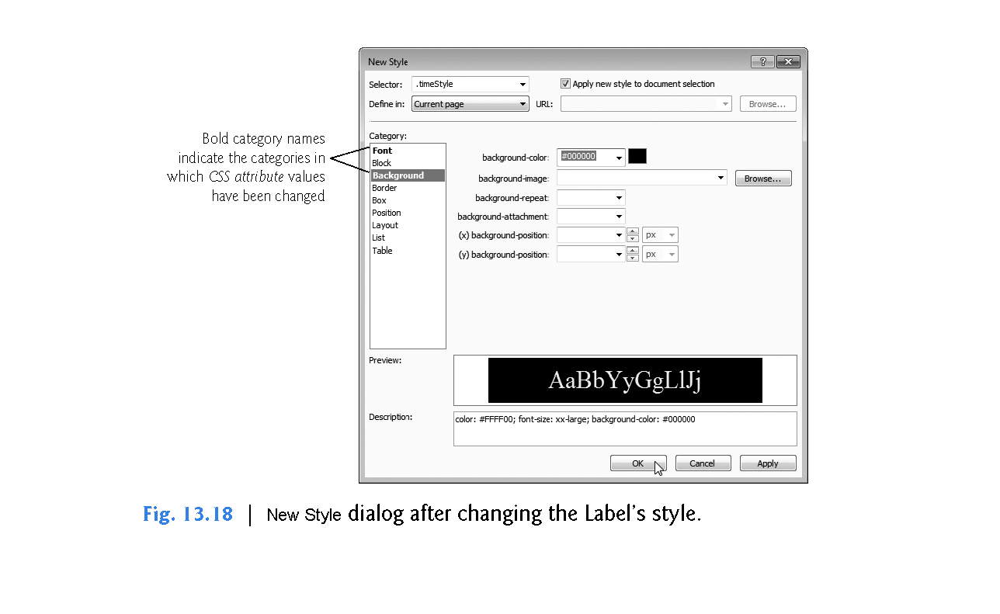 New Style
?
Selector: .timeStyle
Apply new style to document selection
Define in: Current page URL: Browse...
Category:
Bold category names
indicate the categories in
which CSS attribute values
have been changed
Font
Block
Background
Border
Box
Position
Layout
List
Table
background-color: #000000
background-image: Browse...
background-repeat:
background-attachment:
(x) background-position: px
(y) background-position: px
Preview: AaBbYyGgLlJj
Description: color: #FFFF00; font-size: xx-large; background-color: #000000
OK Cancel Apply
Fig. 13.18 | New Style dialog after changing the Label's style.